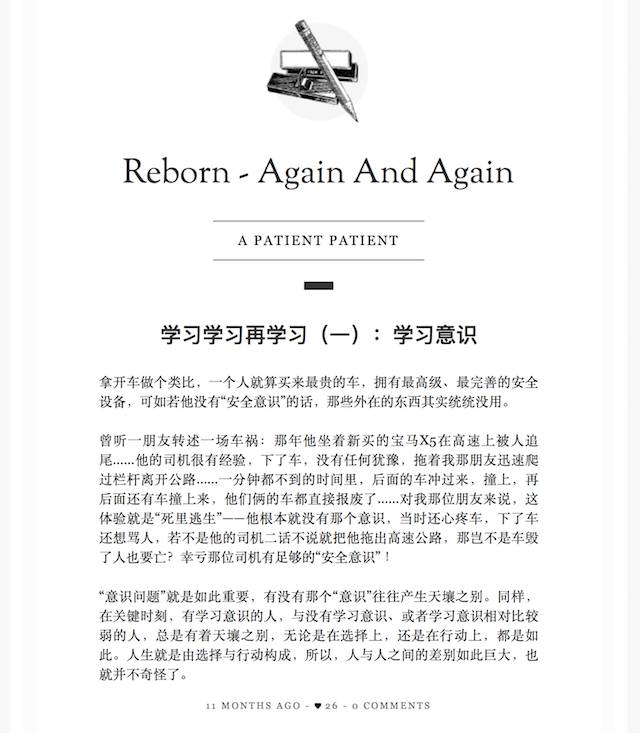 Reborn - Again And Again
A PATIENT PATIENT
学习学习再学习（一）：学习意识
拿开车做个类比，一个人就算买来最贵的车，拥有最高级、最完善的安全
设备，可如若他没有“安全意识”的话，那些外在的东西其实统统没用。
曾听一朋友转述一场车祸：那年他坐着新买的宝马X5在高速上被人追
尾……他的司机很有经验，下了车，没有任何犹豫，拖着我那朋友迅速爬
过栏杆离开公路……一分钟都不到的时间里，后面的车冲过来，撞上，再
后面还有车撞上来，他们俩的车都直接报废了……对我那位朋友来说，这
体验就是“死里逃生”——他根本就没有那个意识，当时还心疼车，下了车
还想骂人，若不是他的司机二话不说就把他拖出高速公路，那岂不是车毁
了人也要亡？幸亏那位司机有足够的“安全意识”！
“意识问题”就是如此重要，有没有那个“意识”往往产生天壤之别。同样，
在关键时刻，有学习意识的人，与没有学习意识、或者学习意识相对比较
弱的人，总是有着天壤之别，无论是在选择上，还是在行动上，都是如
此。人生就是由选择与行动构成，所以，人与人之间的差别如此巨大，也
就并不奇怪了。
11 MONTHS AGO - ♥ 26 - 0 COMMENTS